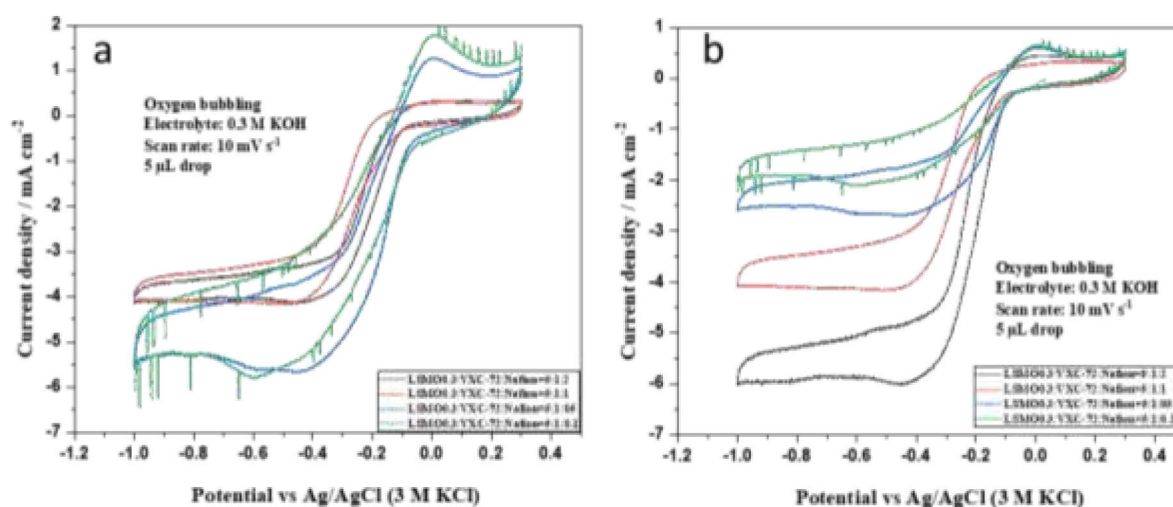 a
Oxygen bubbling
Electrolyte: 0.3 M KOH
Scan rate: 10 mV s⁻¹
5 µL drop
Current density / mA cm⁻²
2
1
0
-1
-2
-3
-4
-5
-6
-7
-1.2 -1.0 -0.8 -0.6 -0.4 -0.2 0.0 0.2 0.4
Potential vs Ag/AgCl (3 M KCl)
b
Oxygen bubbling
Electrolyte: 0.3 M KOH
Scan rate: 10 mV s⁻¹
5 µL drop
Current density / mA cm⁻²
1
0
-1
-2
-3
-4
-5
-6
-7
-1.2 -1.0 -0.8 -0.6 -0.4 -0.2 0.0 0.2 0.4
Potential vs Ag/AgCl (3 M KCl)